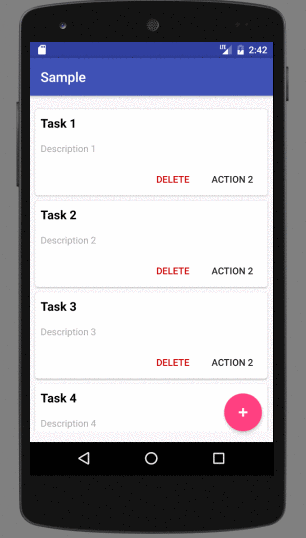 LTE 2:42
Sample
Task 1
Description 1
DELETE ACTION 2
Task 2
Description 2
DELETE ACTION 2
Task 3
Description 3
DELETE ACTION 2
Task 4
Description 4
+